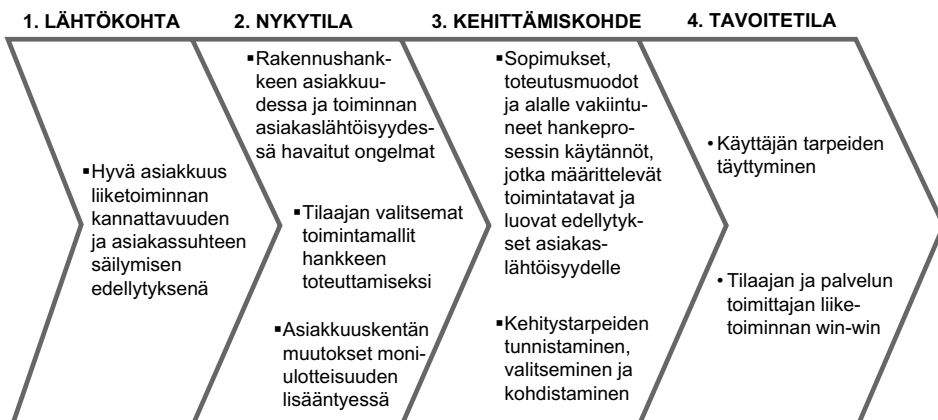 1. LÄHTÖKOHTA
▪Hyvä asiakkuus
liiketoiminnan
kannattavuuden
ja asiakassuhteen
säilymisen
edellytyksenä
2. NYKYTILA
▪Rakennushank-
keen asiakkuu-
dessa ja toiminnan
asiakaslähtöisyydes-
sä havaitut ongelmat
▪Tilaajan valitsemat
toimintamallit
hankkeen
toteuttamiseksi
▪Asiakkuuskentän
muutokset moni-
ulotteisuuden
lisääntyessä
3. KEHITTÄMISKOHDE
▪Sopimukset,
toteutusmuodot
ja alalle vakiintu-
neet hankepro-
sessin käytännöt,
jotka määrittelevät
toimintatavat ja
luovat edellytyk-
set asiakas-
lähtöisyydelle
▪Kehitystarpeiden
tunnistaminen,
valitseminen ja
kohdistaminen
4. TAVOITETILA
• Käyttäjän tarpeiden
täyttyminen
• Tilaajan ja palvelun
toimittajan liike-
toiminnan win-win